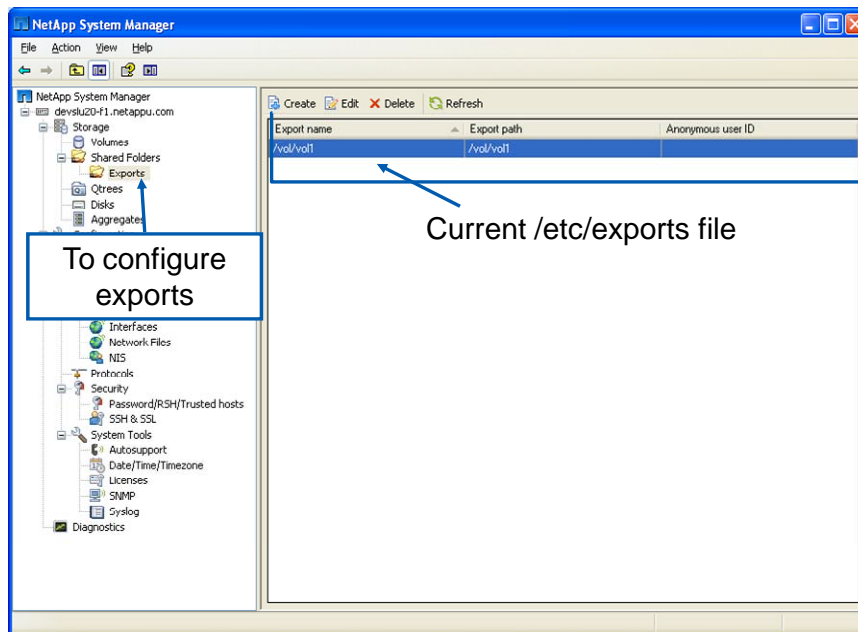 NetApp System Manager
File Action View Help
NetApp System Manager
devslu20-f1.netappu.com
Storage
Volumes
Shared Folders
Exports
Qtrees
Disks
Aggregates
To configure
exports
Interfaces
Network Files
NIS
Protocols
Security
Password/RSH/Trusted hosts
SSH & SSL
System Tools
Autosupport
Date/Time/Timezone
Licenses
SNMP
Syslog
Diagnostics
Create Edit Delete Refresh
Export name Export path Anonymous user ID
/vol/vol1 /vol/vol1
Current /etc/exports file